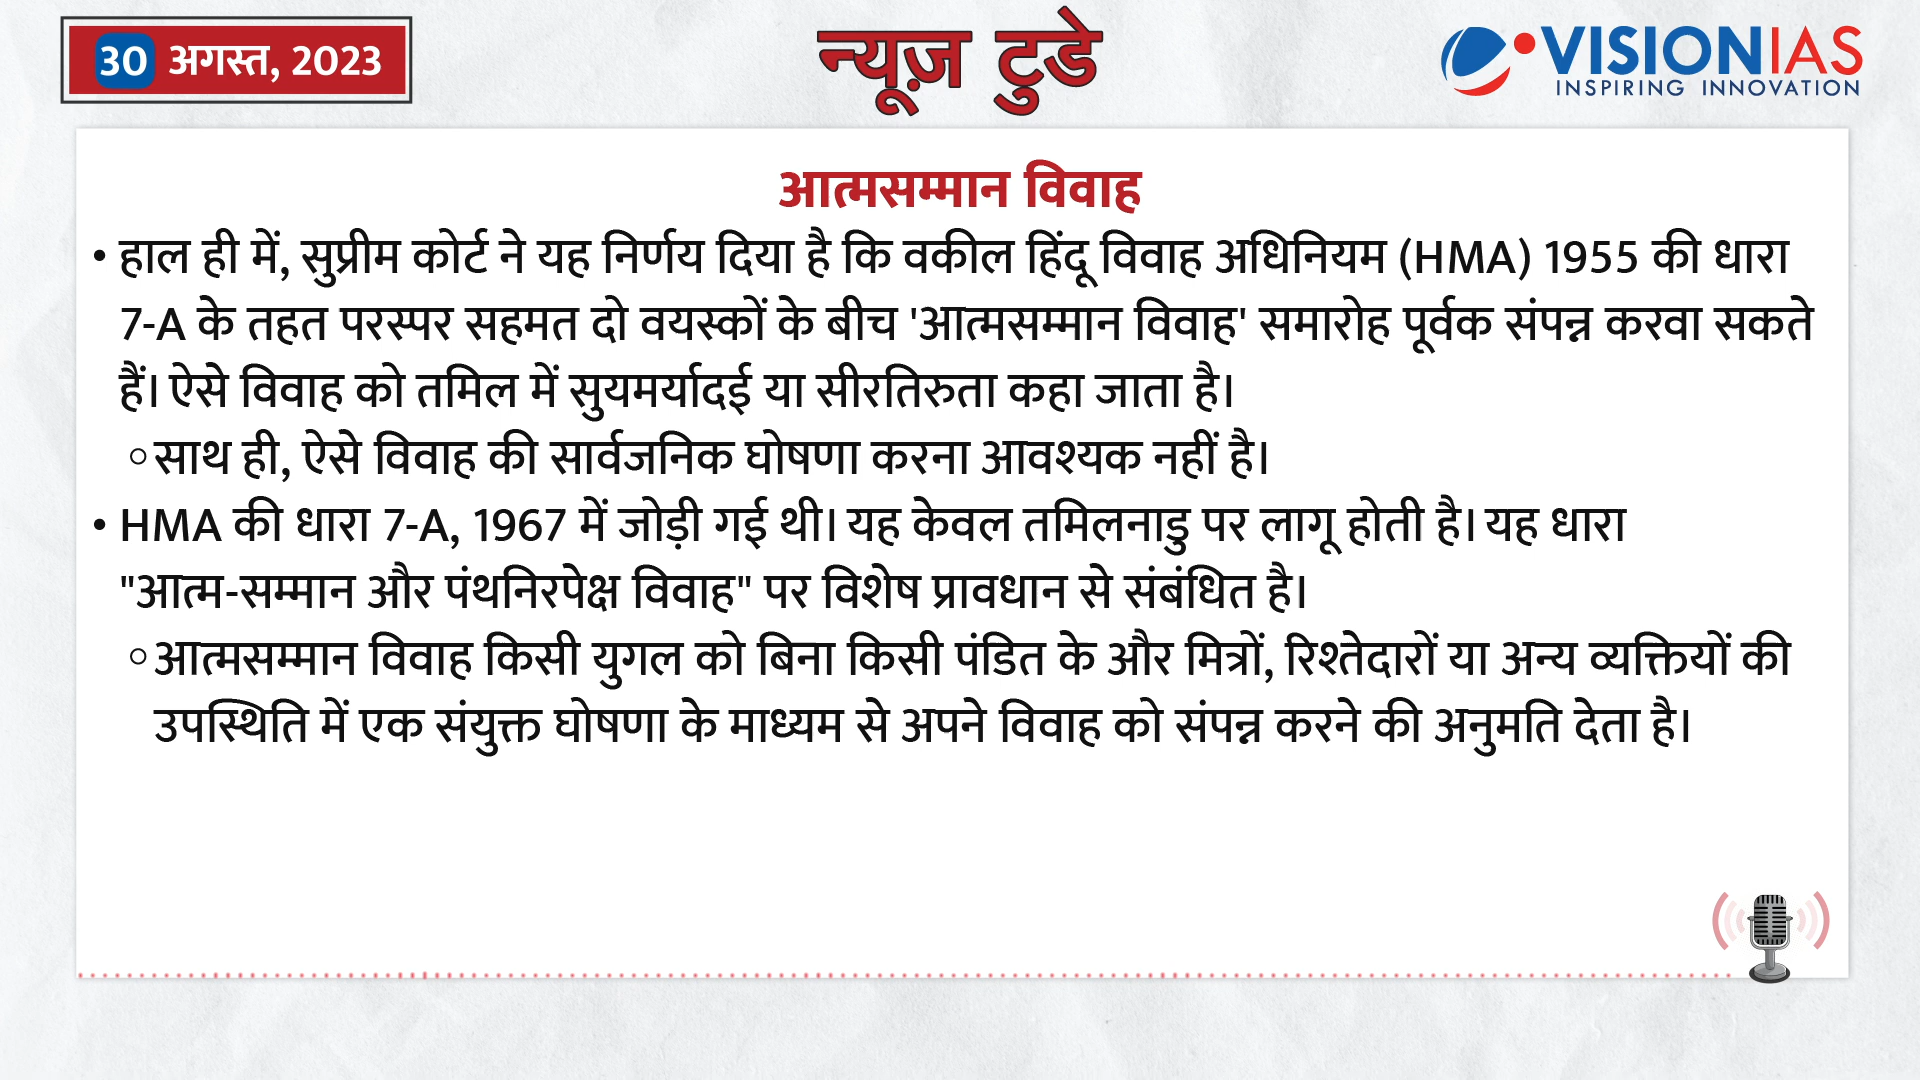 30 अगस्त, 2023
न्यूज़ टुडे
VISIONIAS
INSPIRING INNOVATION
आत्मसम्मान विवाह
• हाल ही में, सुप्रीम कोर्ट ने यह निर्णय दिया है कि वकील हिंदू विवाह अधिनियम (HMA) 1955 की धारा
7-A के तहत परस्पर सहमत दो वयस्कों के बीच 'आत्मसम्मान विवाह' समारोह पूर्वक संपन्न करवा सकते
हैं। ऐसे विवाह को तमिल में सुयमर्यादई या सीरतिरुता कहा जाता है।
○ साथ ही, ऐसे विवाह की सार्वजनिक घोषणा करना आवश्यक नहीं है।
• HMA की धारा 7-A, 1967 में जोड़ी गई थी। यह केवल तमिलनाडु पर लागू होती है। यह धारा
"आत्म-सम्मान और पंथनिरपेक्ष विवाह" पर विशेष प्रावधान से संबंधित है।
○ आत्मसम्मान विवाह किसी युगल को बिना किसी पंडित के और मित्रों, रिश्तेदारों या अन्य व्यक्तियों की
उपस्थिति में एक संयुक्त घोषणा के माध्यम से अपने विवाह को संपन्न करने की अनुमति देता है।